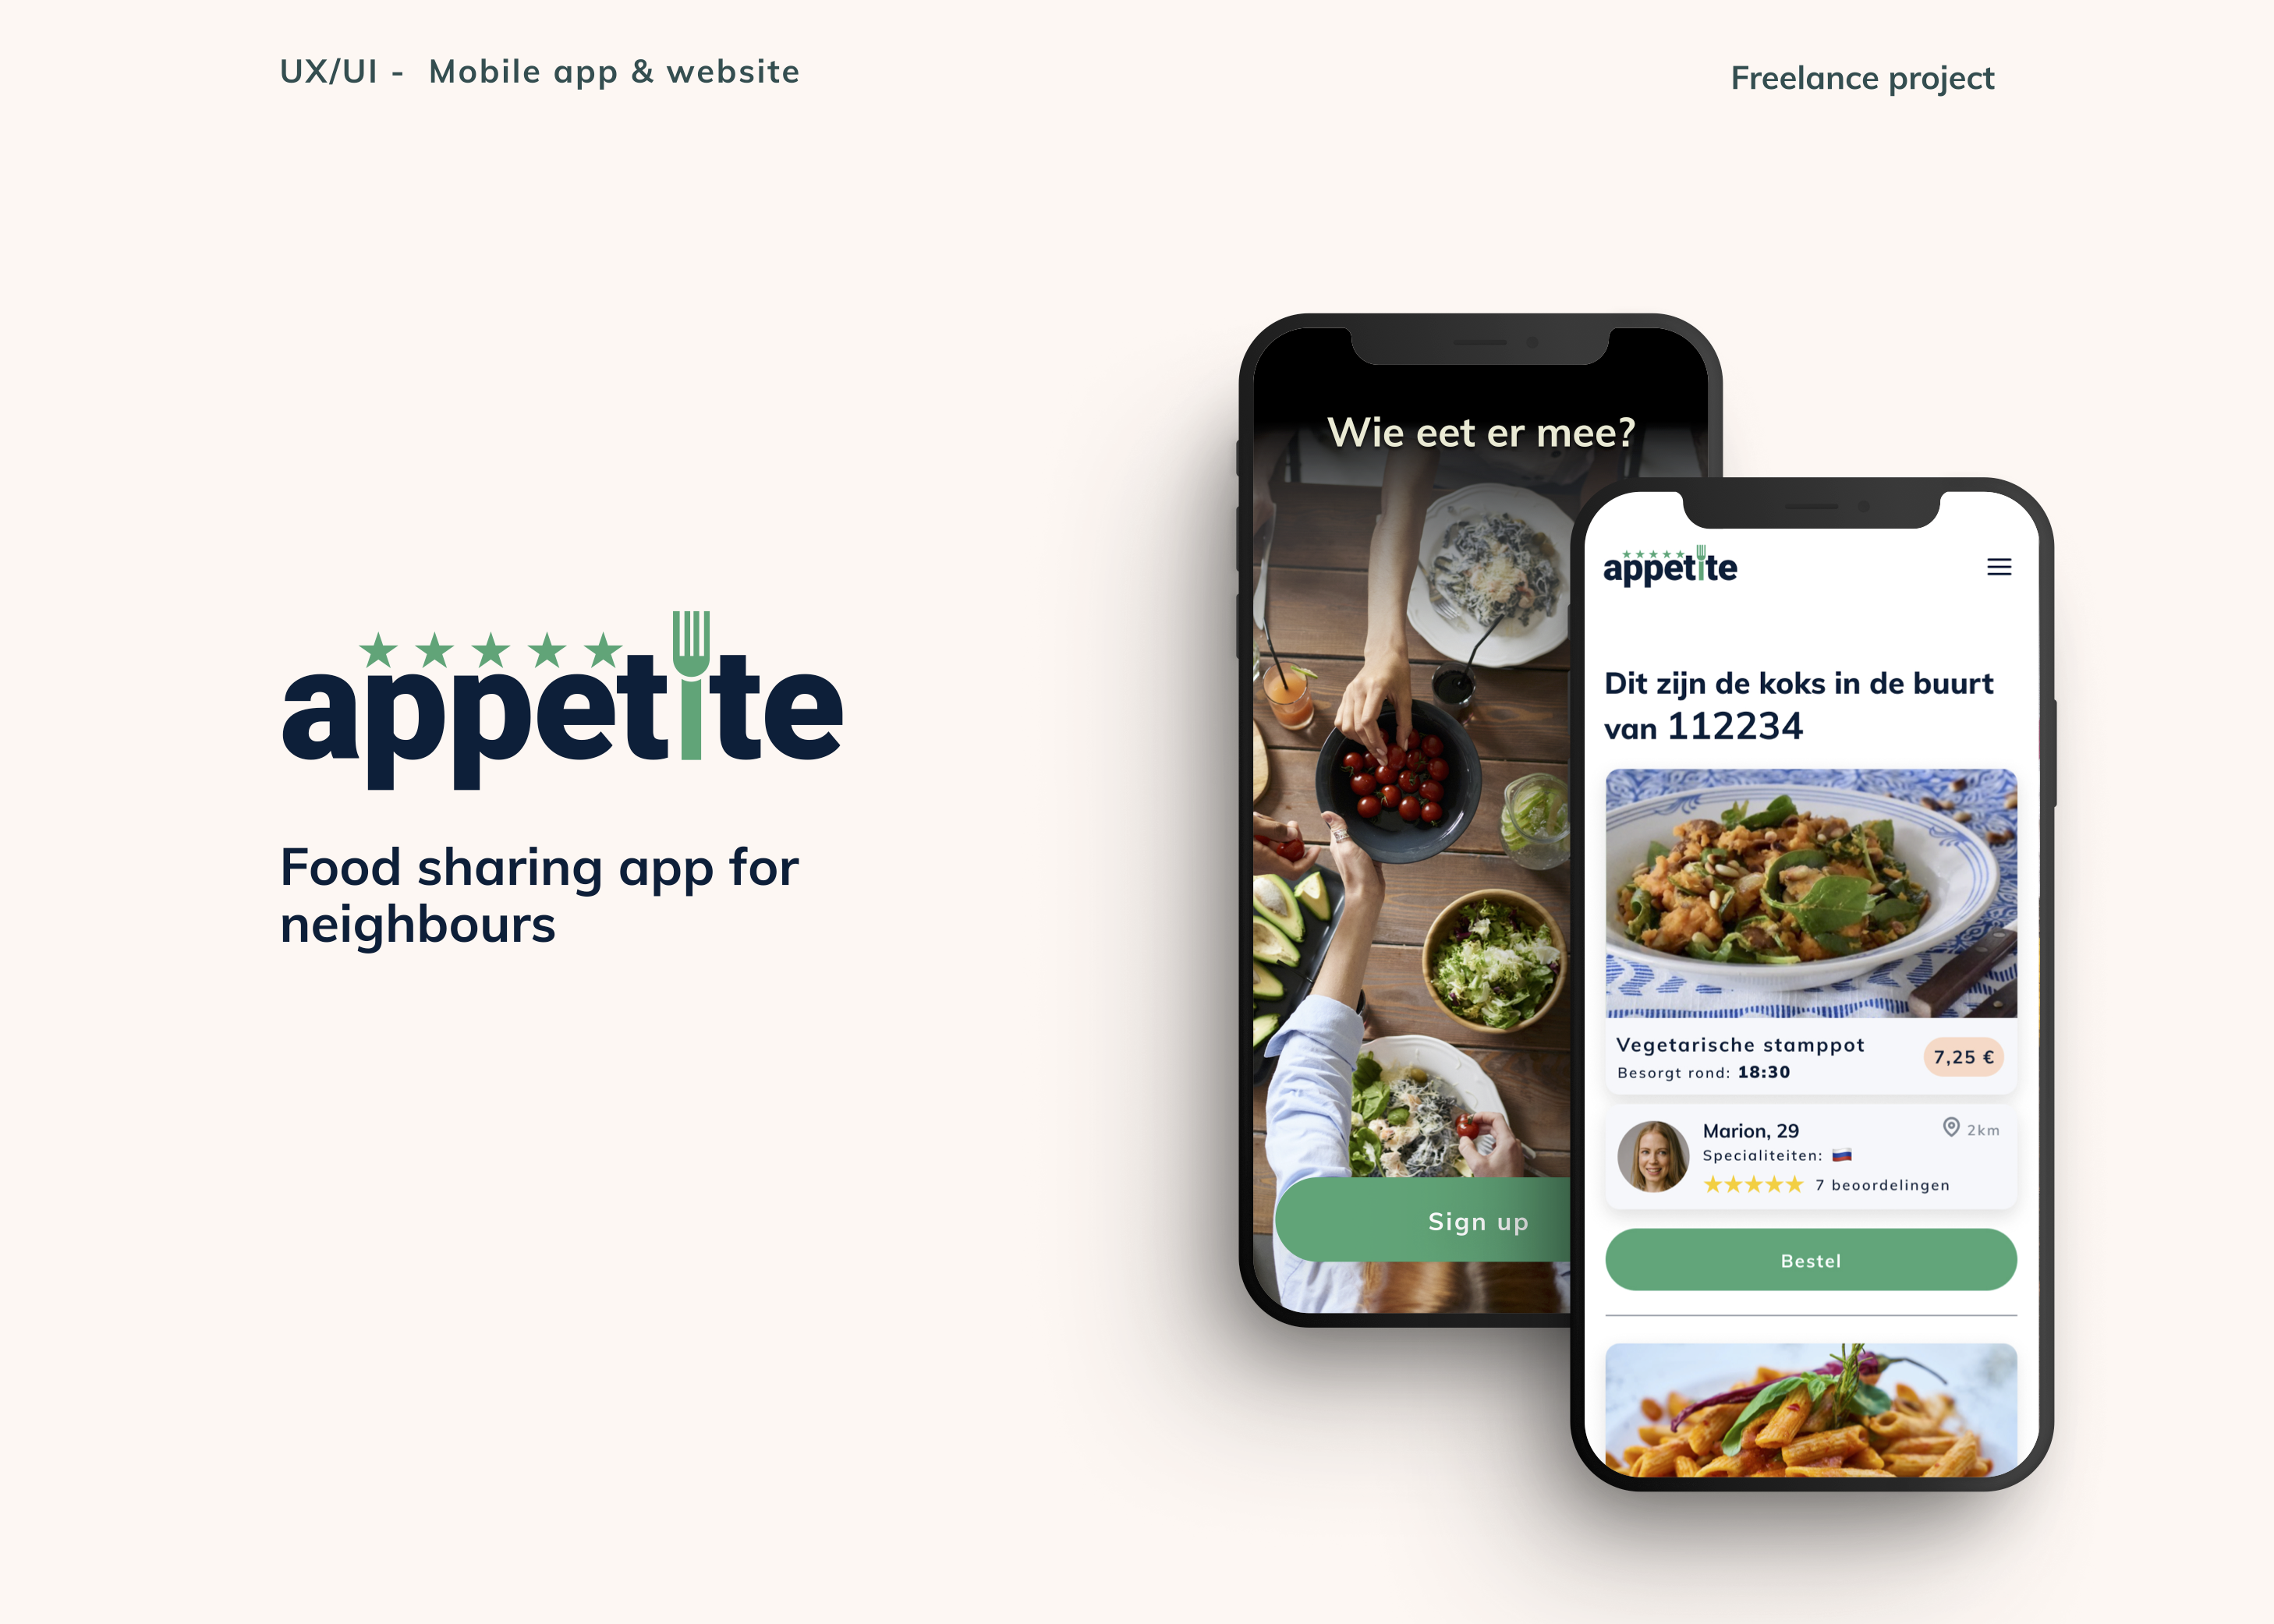 UX/UI - Mobile app & website
Freelance project
appetite
Food sharing app for
neighbours
Wie eet er mee?
Sign up
appetite
Dit zijn de koks in de buurt
van 112234
Vegetarische stamppot
Besorgt rond: 18:30
7,25 €
Marion, 29
2km
Specialiteiten:
7 beoordelingen
Bestel